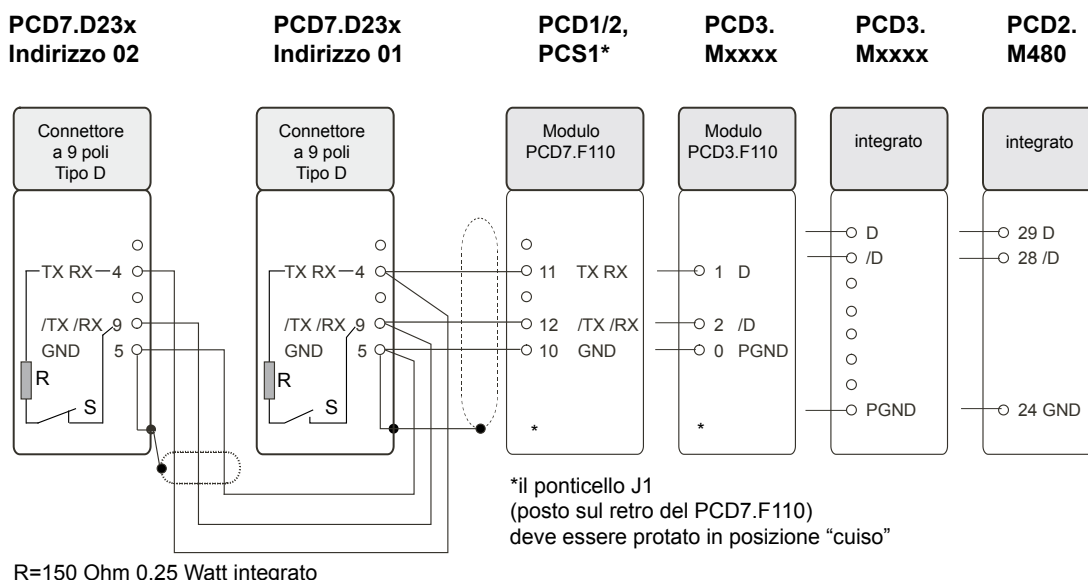 PCD7.D23x
Indirizzo 02
PCD7.D23x
Indirizzo 01
PCD1/2,
PCS1*
PCD3.
Mxxxx
PCD3.
Mxxxx
PCD2.
M480
Connettore
a 9 poli
Tipo D
Connettore
a 9 poli
Tipo D
Modulo
PCD7.F110
Modulo
PCD3.F110
integrato
integrato
TX RX 4
/TX /RX 9
GND 5
R
S
TX RX 4
/TX /RX 9
GND 5
R
S
11 TX RX
12 /TX /RX
10 GND
*
1 D
2 /D
0 PGND
*
D
/D
PGND
29 D
28 /D
24 GND
*il ponticello J1
(posto sul retro del PCD7.F110)
deve essere protato in posizione “cuiso”
R=150 Ohm 0.25 Watt integrato